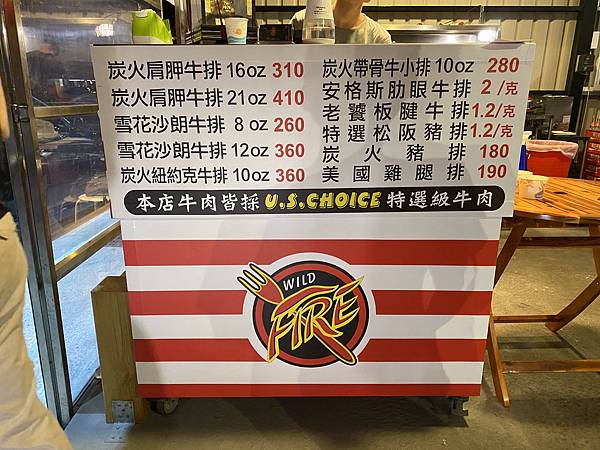 炭火肩胛牛排 16oz 310
炭火肩胛牛排 21oz 410
雪花沙朗牛排 8oz 260
雪花沙朗牛排 12oz 360
炭火紐約克牛排 10oz 360
炭火帶骨牛小排 10oz 280
安格斯肋眼牛排 2/克
老饕板腱牛排 1.2/克
特選松阪豬排 1.2/克
炭火豬排 180
美國雞腿排 190
本店牛肉皆採 U.S.CHOICE 特選級牛肉
WILD
FIRE